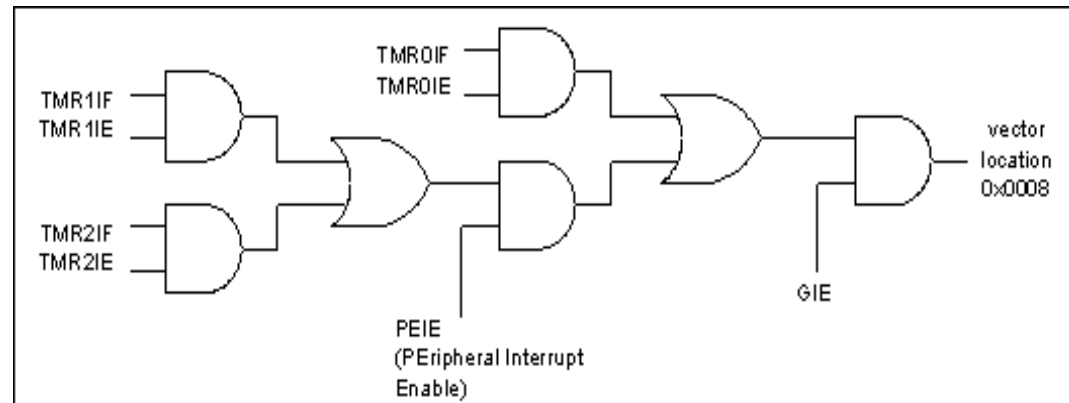 TMR0IF
TMR0IE
TMR1IF
TMR1IE
TMR2IF
TMR2IE
PEIE
(PEripheral Interrupt
Enable)
GIE
vector
location
0x0008